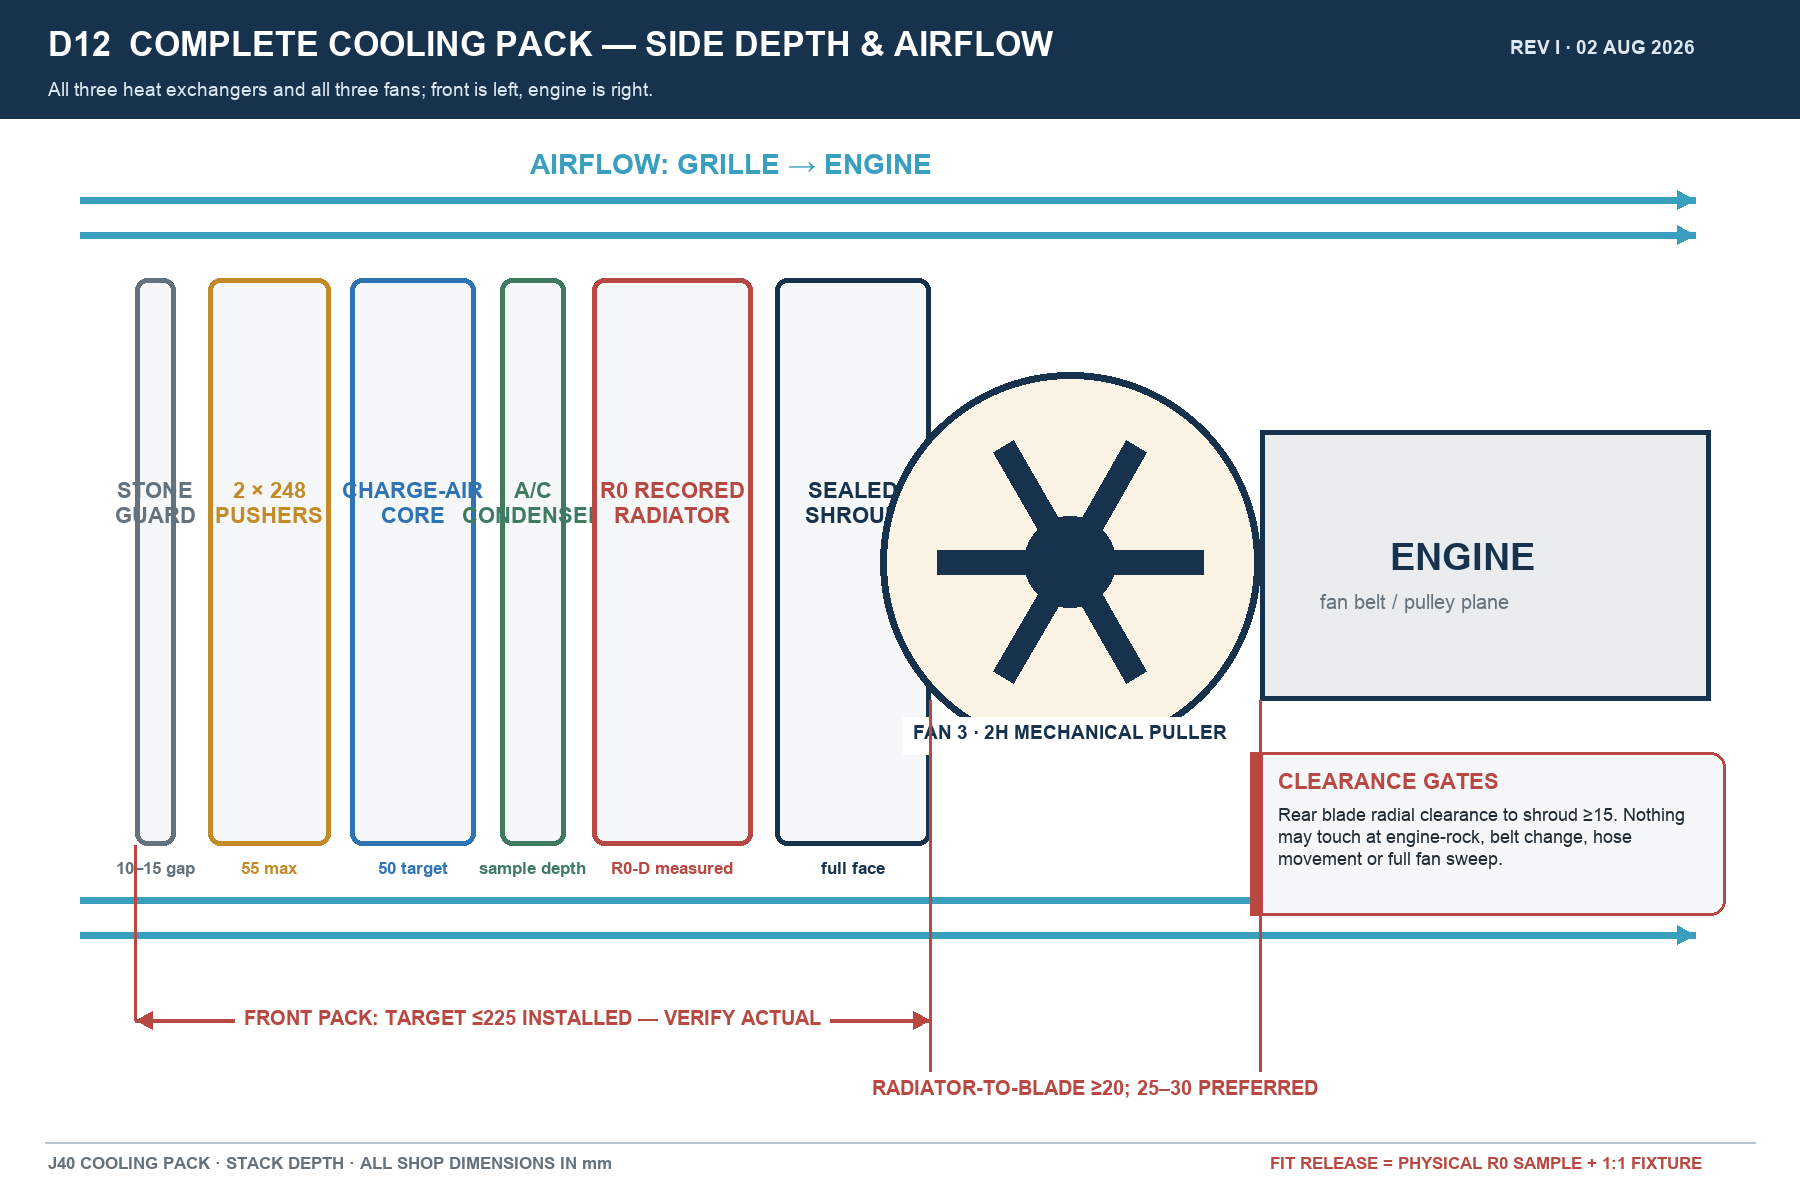 D12 COMPLETE COOLING PACK — SIDE DEPTH & AIRFLOW
REV I · 02 AUG 2026
All three heat exchangers and all three fans; front is left, engine is right.
AIRFLOW: GRILLE → ENGINE
STONE
GUARD
2 × 248
PUSHERS
CHARGE-AIR
CORE
A/C
CONDENSE
R0 RECORED
RADIATOR
SEALED
SHROU
ENGINE
fan belt / pulley plane
FAN 3 · 2H MECHANICAL PULLER
10–15 gap
55 max
50 target
sample depth
R0-D measured
full face
CLEARANCE GATES
Rear blade radial clearance to shroud ≥15. Nothing
may touch at engine-rock, belt change, hose
movement or full fan sweep.
FRONT PACK: TARGET ≤225 INSTALLED — VERIFY ACTUAL
RADIATOR-TO-BLADE ≥20; 25–30 PREFERRED
J40 COOLING PACK · STACK DEPTH · ALL SHOP DIMENSIONS IN mm
FIT RELEASE = PHYSICAL R0 SAMPLE + 1:1 FIXTURE